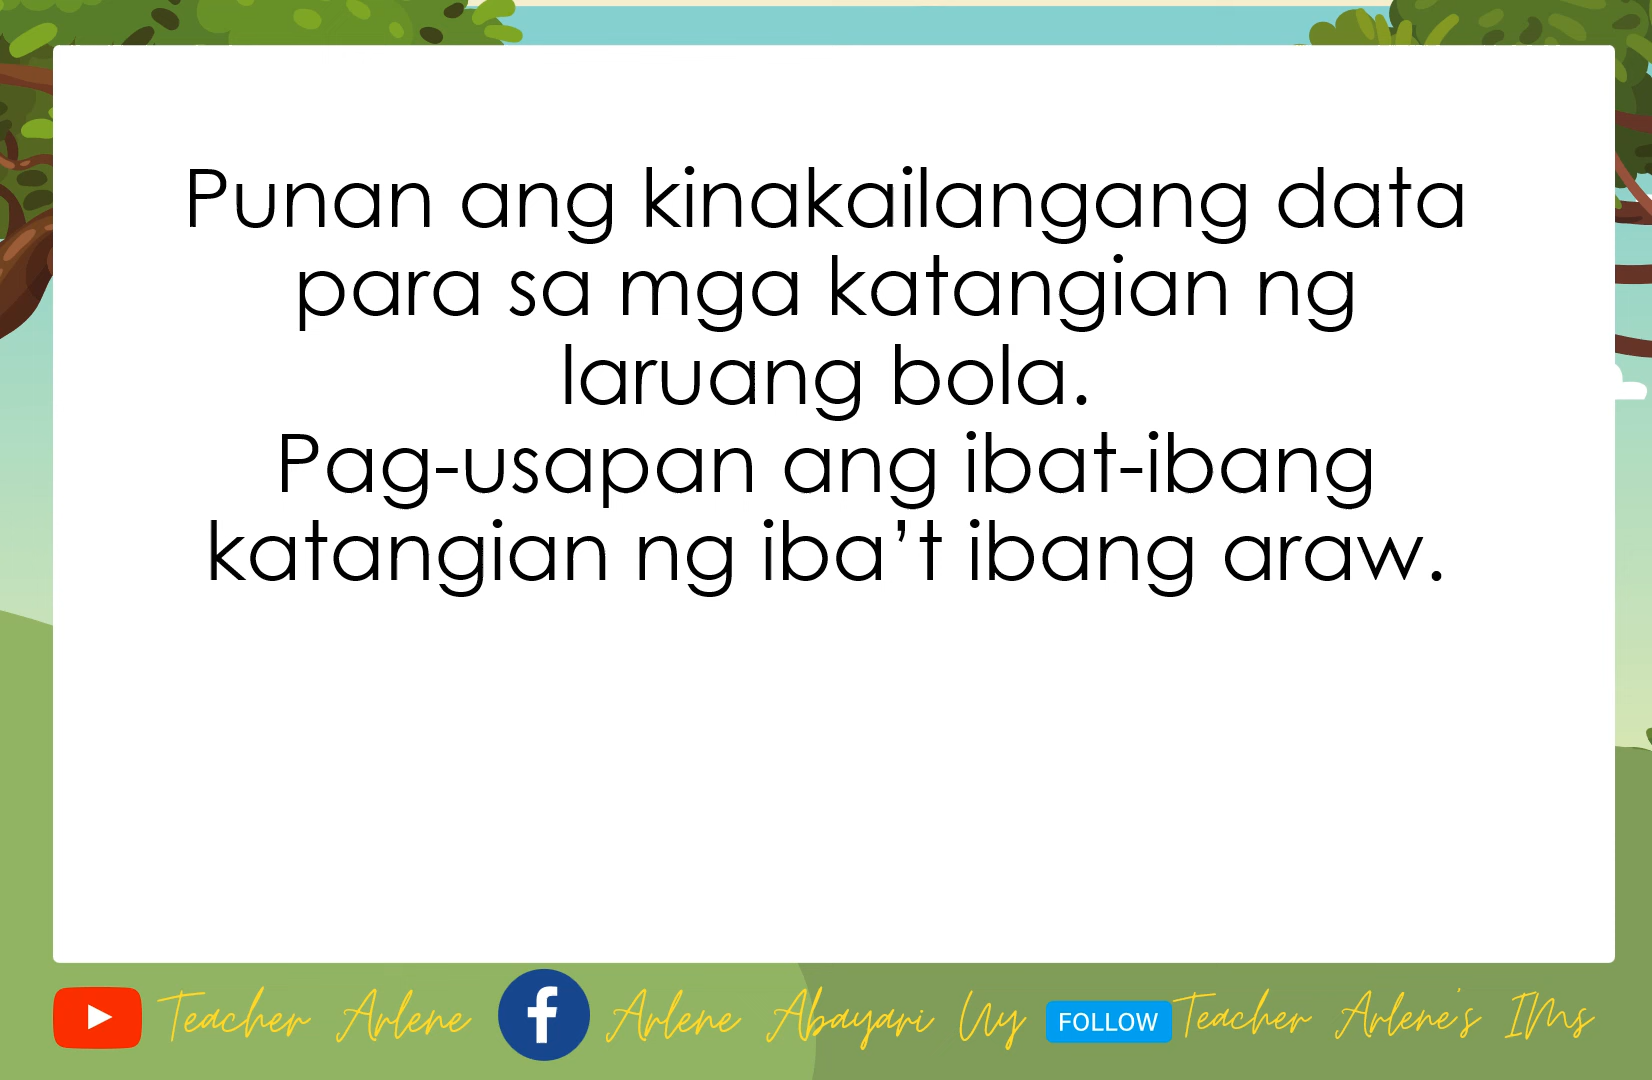 Punan ang kinakailangang data
para sa mga katangian ng
laruang bola.
Pag-usapan ang ibat-ibang
katangian ng iba’t ibang araw.
Teacher Arlene Arlene Abayari Uy FOLLOW Teacher Arlene's IMs